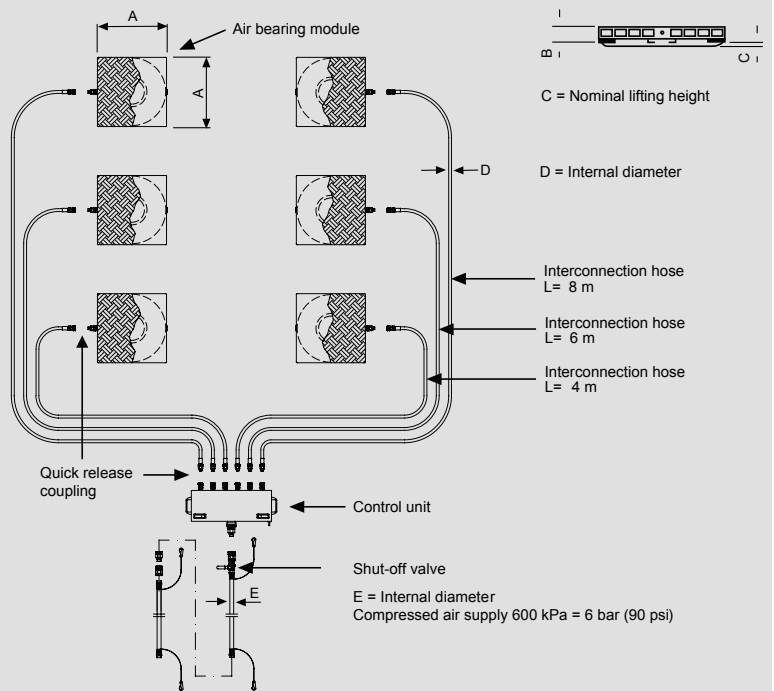 A
Air bearing module
A
B
C
C = Nominal lifting height
D
D = Internal diameter
Interconnection hose
L= 8 m
Interconnection hose
L= 6 m
Interconnection hose
L= 4 m
Quick release
coupling
Control unit
Shut-off valve
E
E = Internal diameter
Compressed air supply 600 kPa = 6 bar (90 psi)